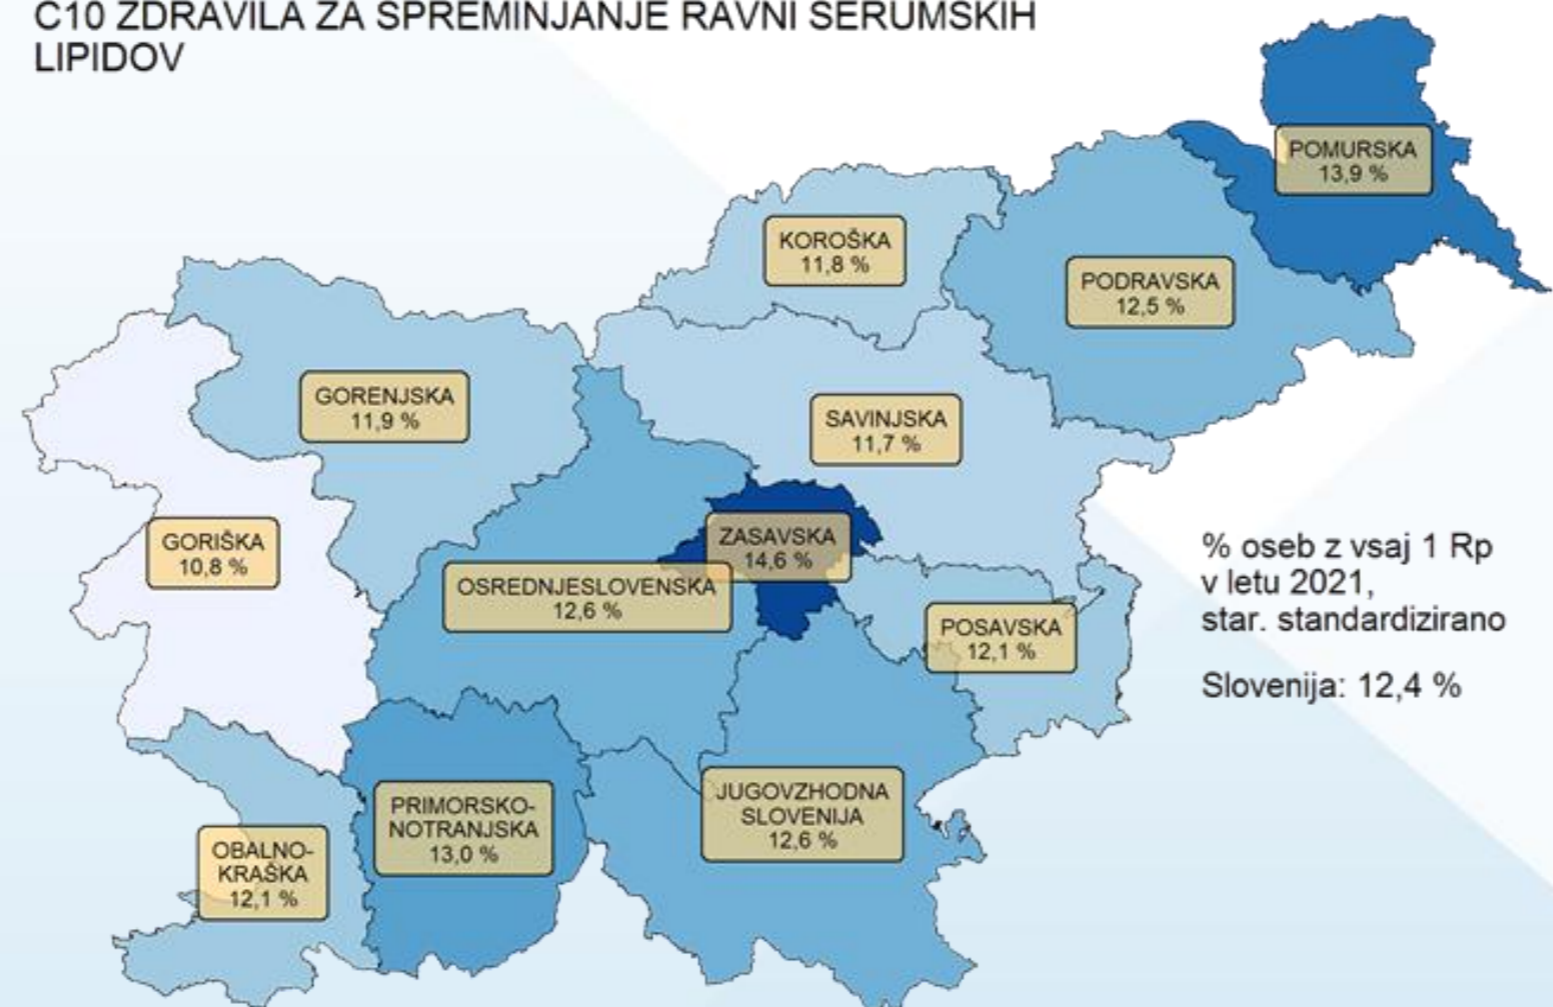 C10 ZDRAVILA ZA SPREMINJANJE RAVNI SERUMSKIH
LIPIDOV
POMURSKA
13,9 %
KOROŠKA
11,8 %
PODRAVSKA
12,5 %
GORENJSKA
11,9 %
SAVINJSKA
11,7 %
GORIŠKA
10,8 %
ZASAVSKA
14,6 %
OSREDNJESLOVENSKA
12,6 %
POSAVSKA
12,1 %
% oseb z vsaj 1 Rp
v letu 2021,
star. standardizirano
Slovenija: 12,4 %
PRIMORSKO-
NOTRANJSKA
13,0 %
JUGOVZHODNA
SLOVENIJA
12,6 %
OBALNO-
KRAŠKA
12,1 %